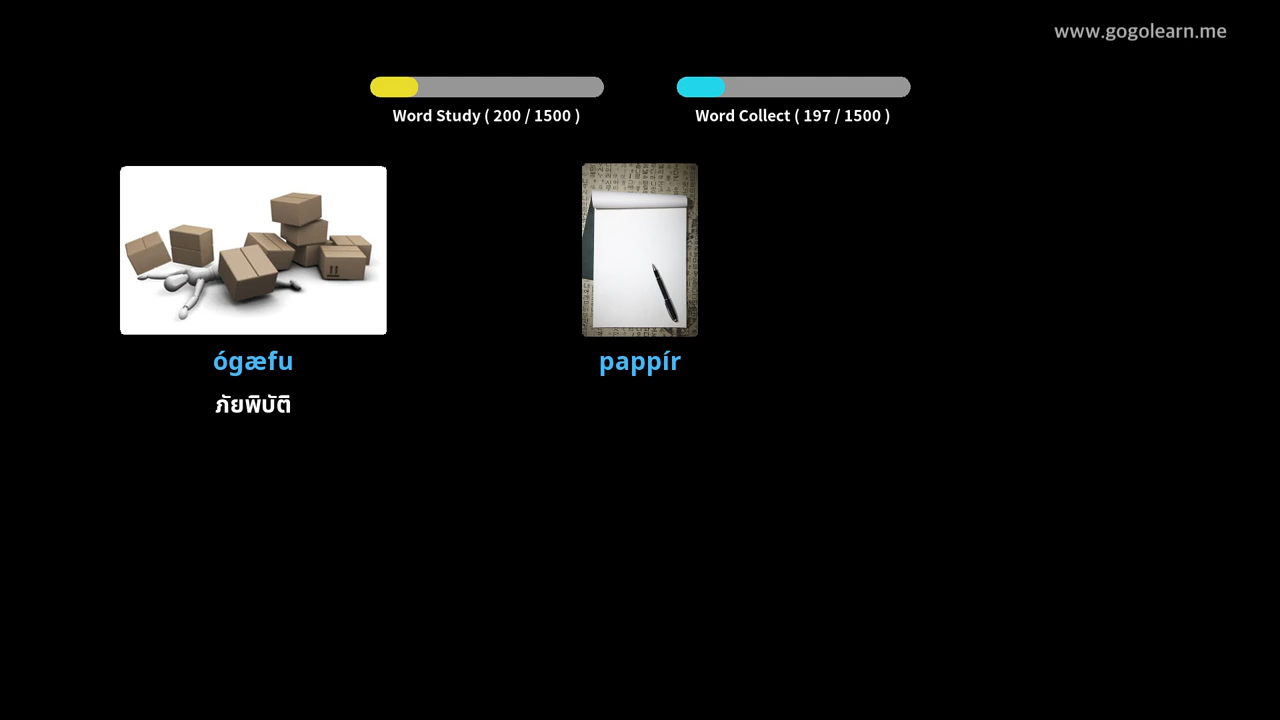 www.gogolearn.me
Word Study ( 200 / 1500 )
Word Collect ( 197 / 1500 )
ógæfu
ภัยพิบัติ
pappír